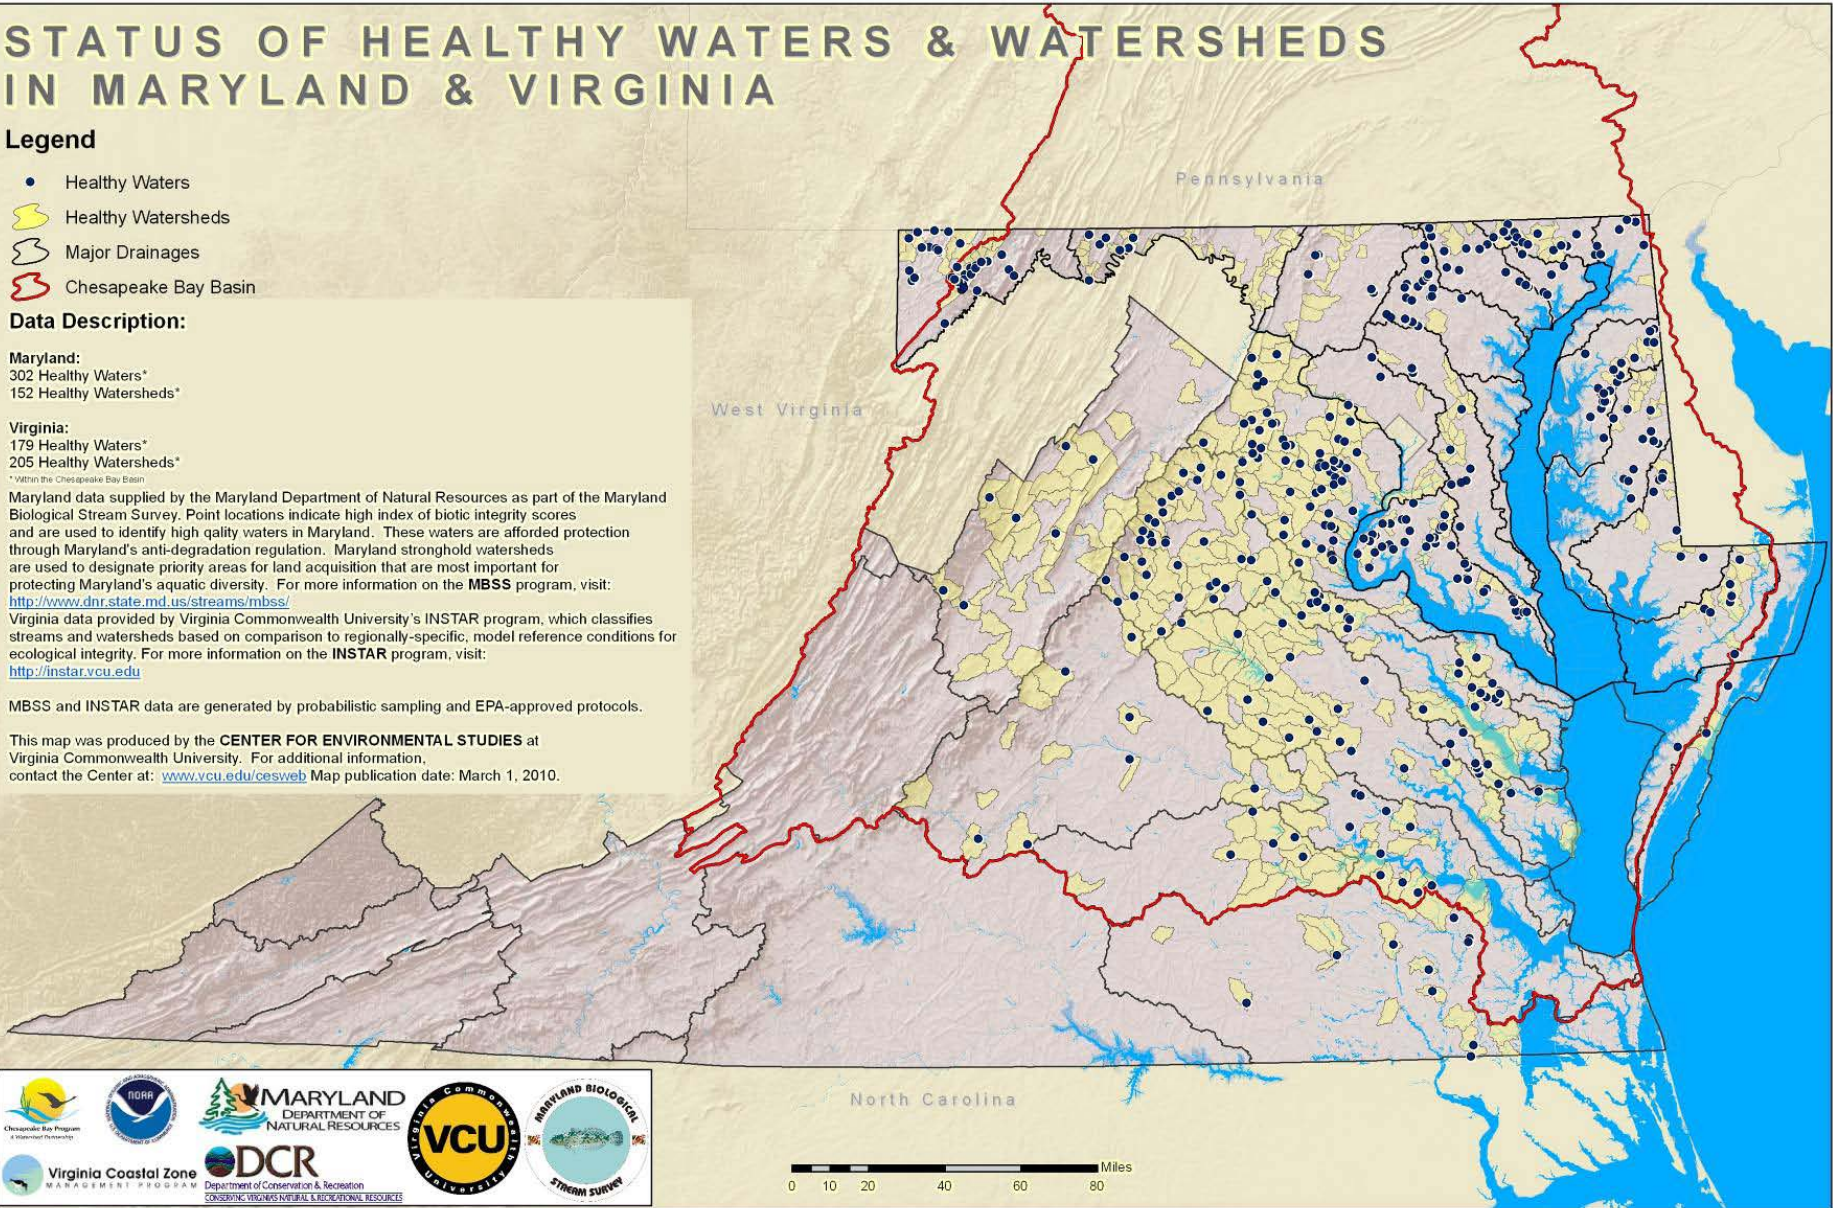 STATUS OF HEALTHY WATERS & WATERSHEDS
IN MARYLAND & VIRGINIA
Legend
Healthy Waters
Healthy Watersheds
Major Drainages
Chesapeake Bay Basin
Data Description:
Maryland:
302 Healthy Waters*
152 Healthy Watersheds*
Virginia:
179 Healthy Waters*
205 Healthy Watersheds*
* Within the Chesapeake Bay Basin
Maryland data supplied by the Maryland Department of Natural Resources as part of the Maryland
Biological Stream Survey. Point locations indicate high index of biotic integrity scores
and are used to identify high qality waters in Maryland. These waters are afforded protection
through Maryland's anti-degradation regulation. Maryland stronghold watersheds
are used to designate priority areas for land acquisition that are most important for
protecting Maryland's aquatic diversity. For more information on the MBSS program, visit:
http://www.dnr.state.md.us/streams/mbss/
Virginia data provided by Virginia Commonwealth University's INSTAR program, which classifies
streams and watersheds based on comparison to regionally-specific, model reference conditions for
ecological integrity. For more information on the INSTAR program, visit:
http://instar.vcu.edu
MBSS and INSTAR data are generated by probabilistic sampling and EPA-approved protocols.
This map was produced by the CENTER FOR ENVIRONMENTAL STUDIES at
Virginia Commonwealth University. For additional information,
contact the Center at: www.vcu.edu/cesweb Map publication date: March 1, 2010.
Pennsylvania
West Virginia
North Carolina
Miles
0 10 20 40 60 80
Chesapeake Bay Program
A Watershed Partnership
NOAA
MARYLAND
DEPARTMENT OF
NATURAL RESOURCES
Virginia Commonwealth University
VCU
MARYLAND BIOLOGICAL
STREAM SURVEY
Virginia Coastal Zone
MANAGEMENT PROGRAM
DCR
Department of Conservation & Recreation
CONSERVING VIRGINIA'S NATURAL & RECREATIONAL RESOURCES